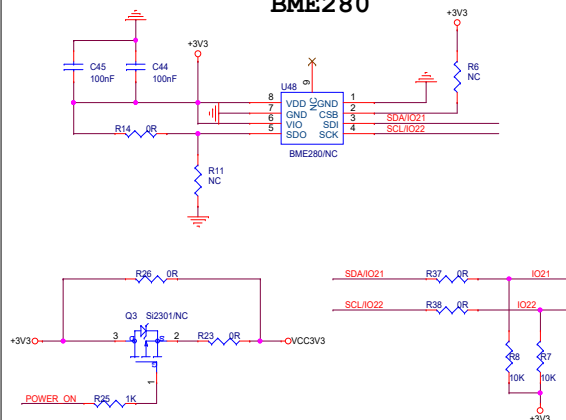 BME280
+3V3
+3V3
C45
100nF
C44
100nF
R6
NC
U48
9
NC
8 VDD GND 1
7 GND CSB 2
6 VIO SDI 3 SDA/IO21
5 SDO SCK 4 SCL/IO22
R14 0R
BME280/NC
R11
NC
R26 0R
SDA/IO21 R37 0R IO21
Q3 Si2301/NC
SCL/IO22 R38 0R IO22
+3V3 3 2 R23 0R VCC3V3
R8 R7
10K 10K
1
POWER_ON R25 1K
+3V3